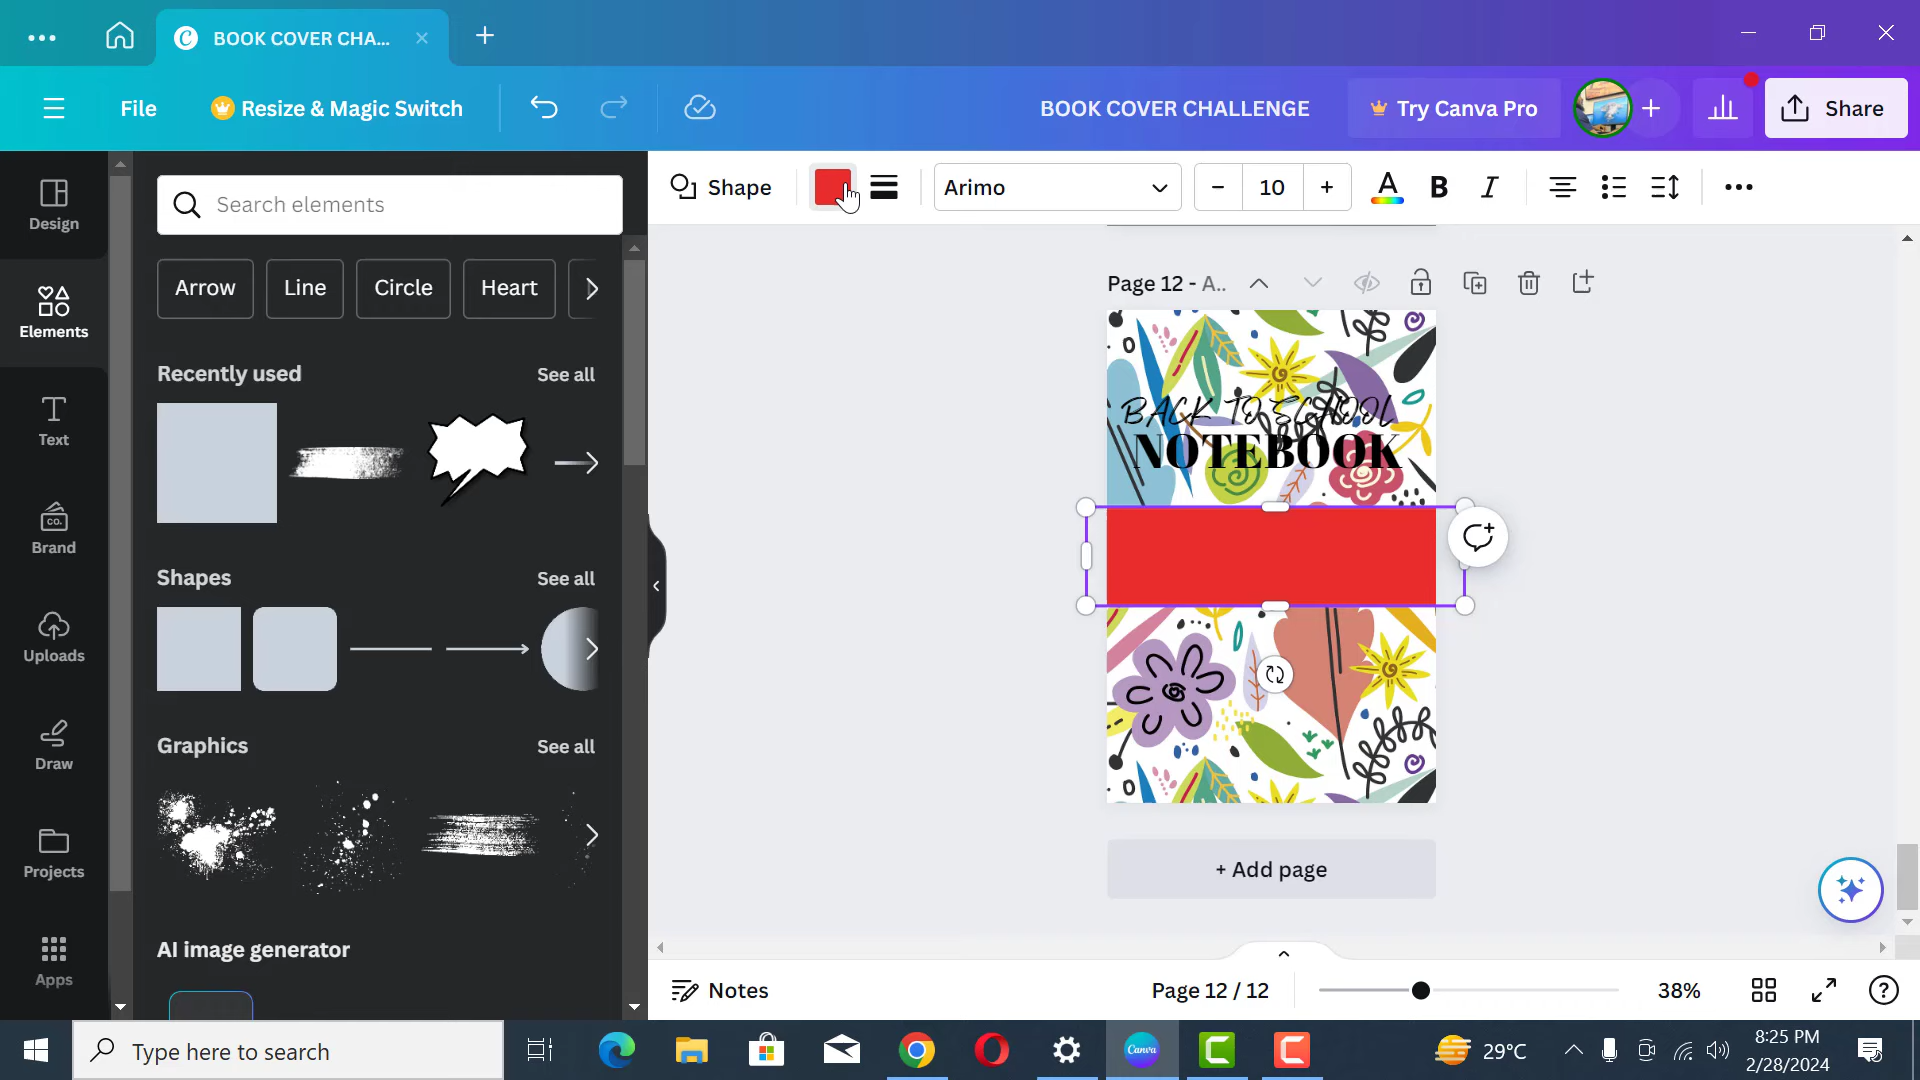 BOOK COVER CHA...
File
Resize & Magic Switch
BOOK COVER CHALLENGE
Try Canva Pro
Share
Design
Elements
Text
Brand
CO.
Uploads
Draw
Projects
Apps
Search elements
Arrow
Line
Circle
Heart
Recently used
See all
Shapes
See all
Graphics
See all
AI image generator
Shape
Arimo
10
A
B
I
Page 12 - A..
BACK TO SCHOOL
NOTEBOOK
+ Add page
Notes
Page 12 / 12
38%
Type here to search
Canva
29°C
8:25 PM
2/28/2024